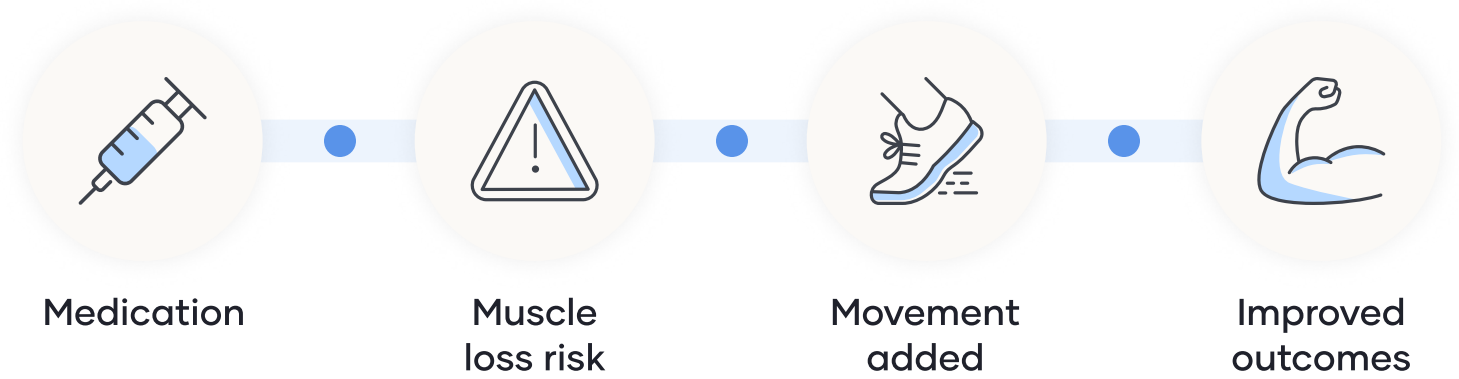 Medication
Muscle
loss risk
Movement
added
Improved
outcomes